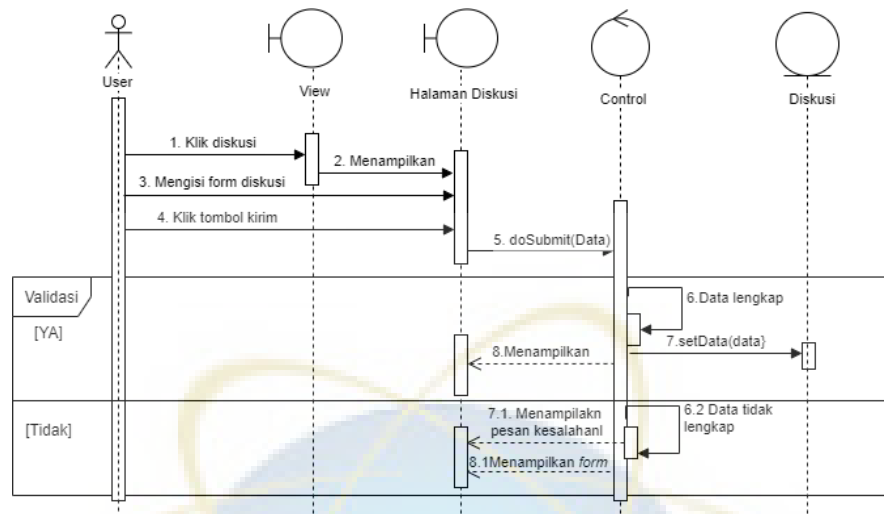 User
View
Halaman Diskusi
Control
Diskusi
1. Klik diskusi
2. Menampilkan
3. Mengisi form diskusi
4. Klik tombol kirim
5. doSubmit(Data)
Validasi
[YA]
6.Data lengkap
7.setData(data}
8.Menampilkan
[Tidak]
7.1. Menampilakn
pesan kesalahanl
6.2 Data tidak
lengkap
8.1Menampilkan form